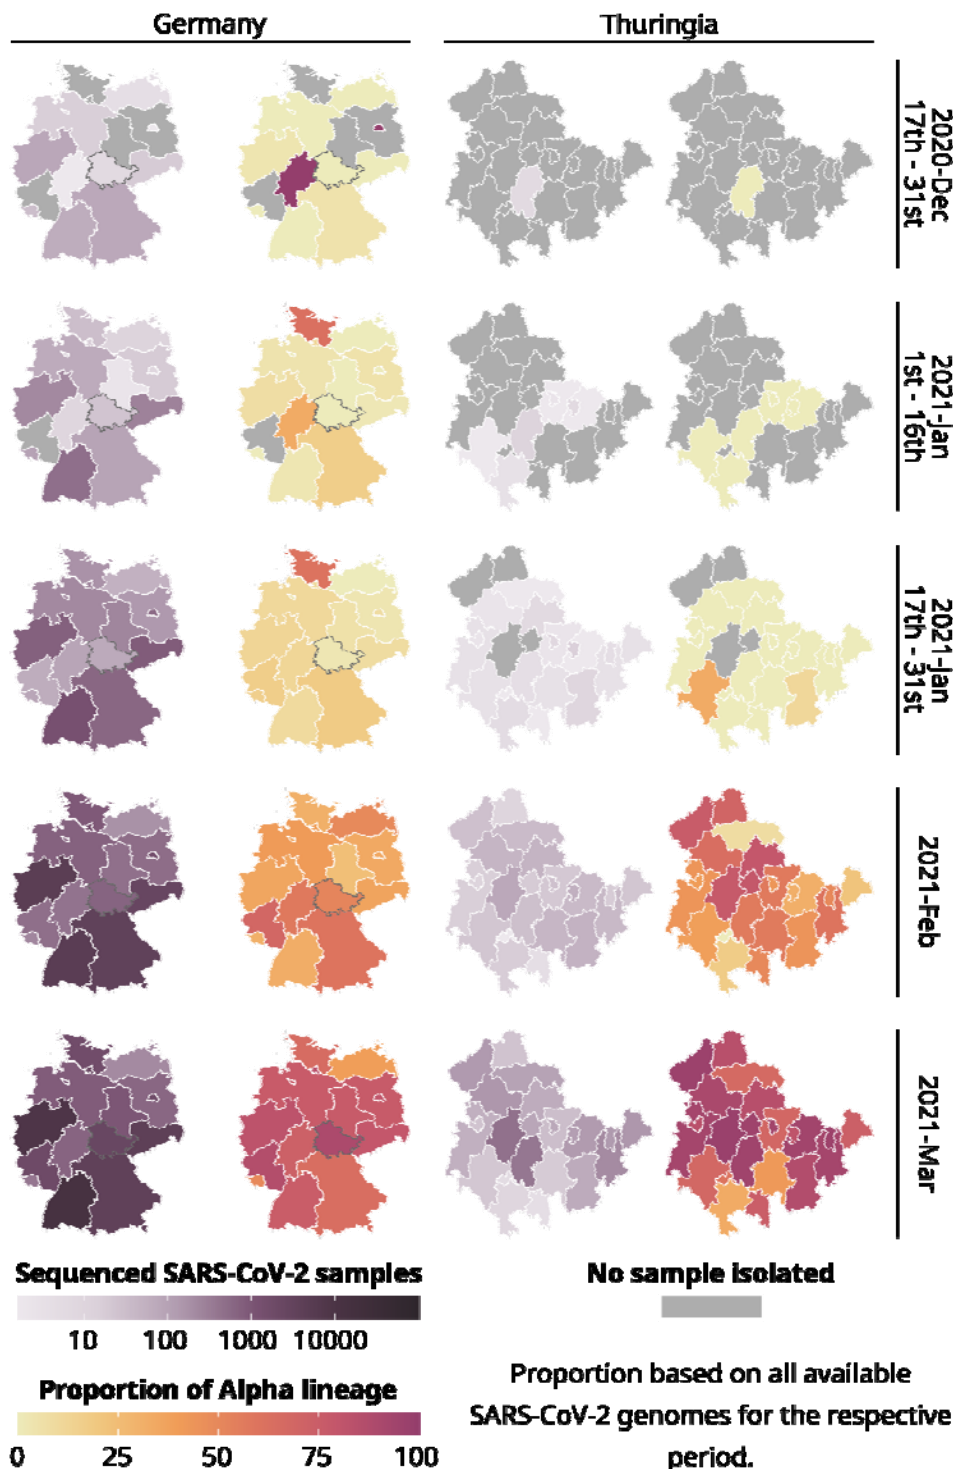 Germany
Thuringia
2020-Dec
17th - 31st
2021-Jan
1st - 16th
2021-Jan
17th - 31st
2021-Feb
2021-Mar
Sequenced SARS-CoV-2 samples
10 100 1000 10000
No sample isolated
Proportion of Alpha lineage
0 25 50 75 100
Proportion based on all available
SARS-CoV-2 genomes for the respective
period.